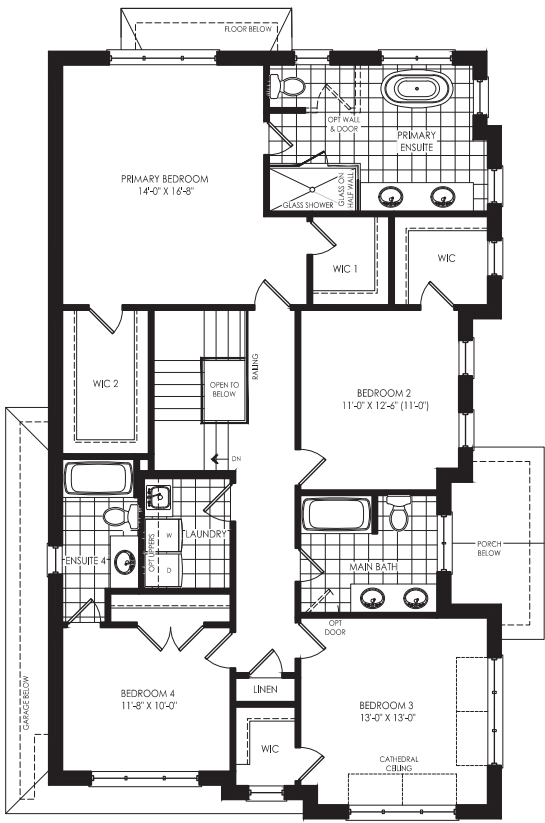 FLOOR BELOW
OPT WALL
& DOOR
PRIMARY
ENSUITE
PRIMARY BEDROOM
14'-0" X 16'-8"
GLASS ON
HALF WALL
GLASS SHOWER
WIC 1
WIC
WIC 2
RAILING
OPEN TO
BELOW
BEDROOM 2
11'-0" X 12'-6" (11'-0")
DN
LAUNDRY
W
D
OPT UPPERS
ENSUITE 4
MAIN BATH
PORCH
BELOW
OPT
DOOR
GARAGE BELOW
BEDROOM 4
11'-8" X 10'-0"
LINEN
BEDROOM 3
13'-0" X 13'-0"
WIC
CATHEDRAL
CEILING